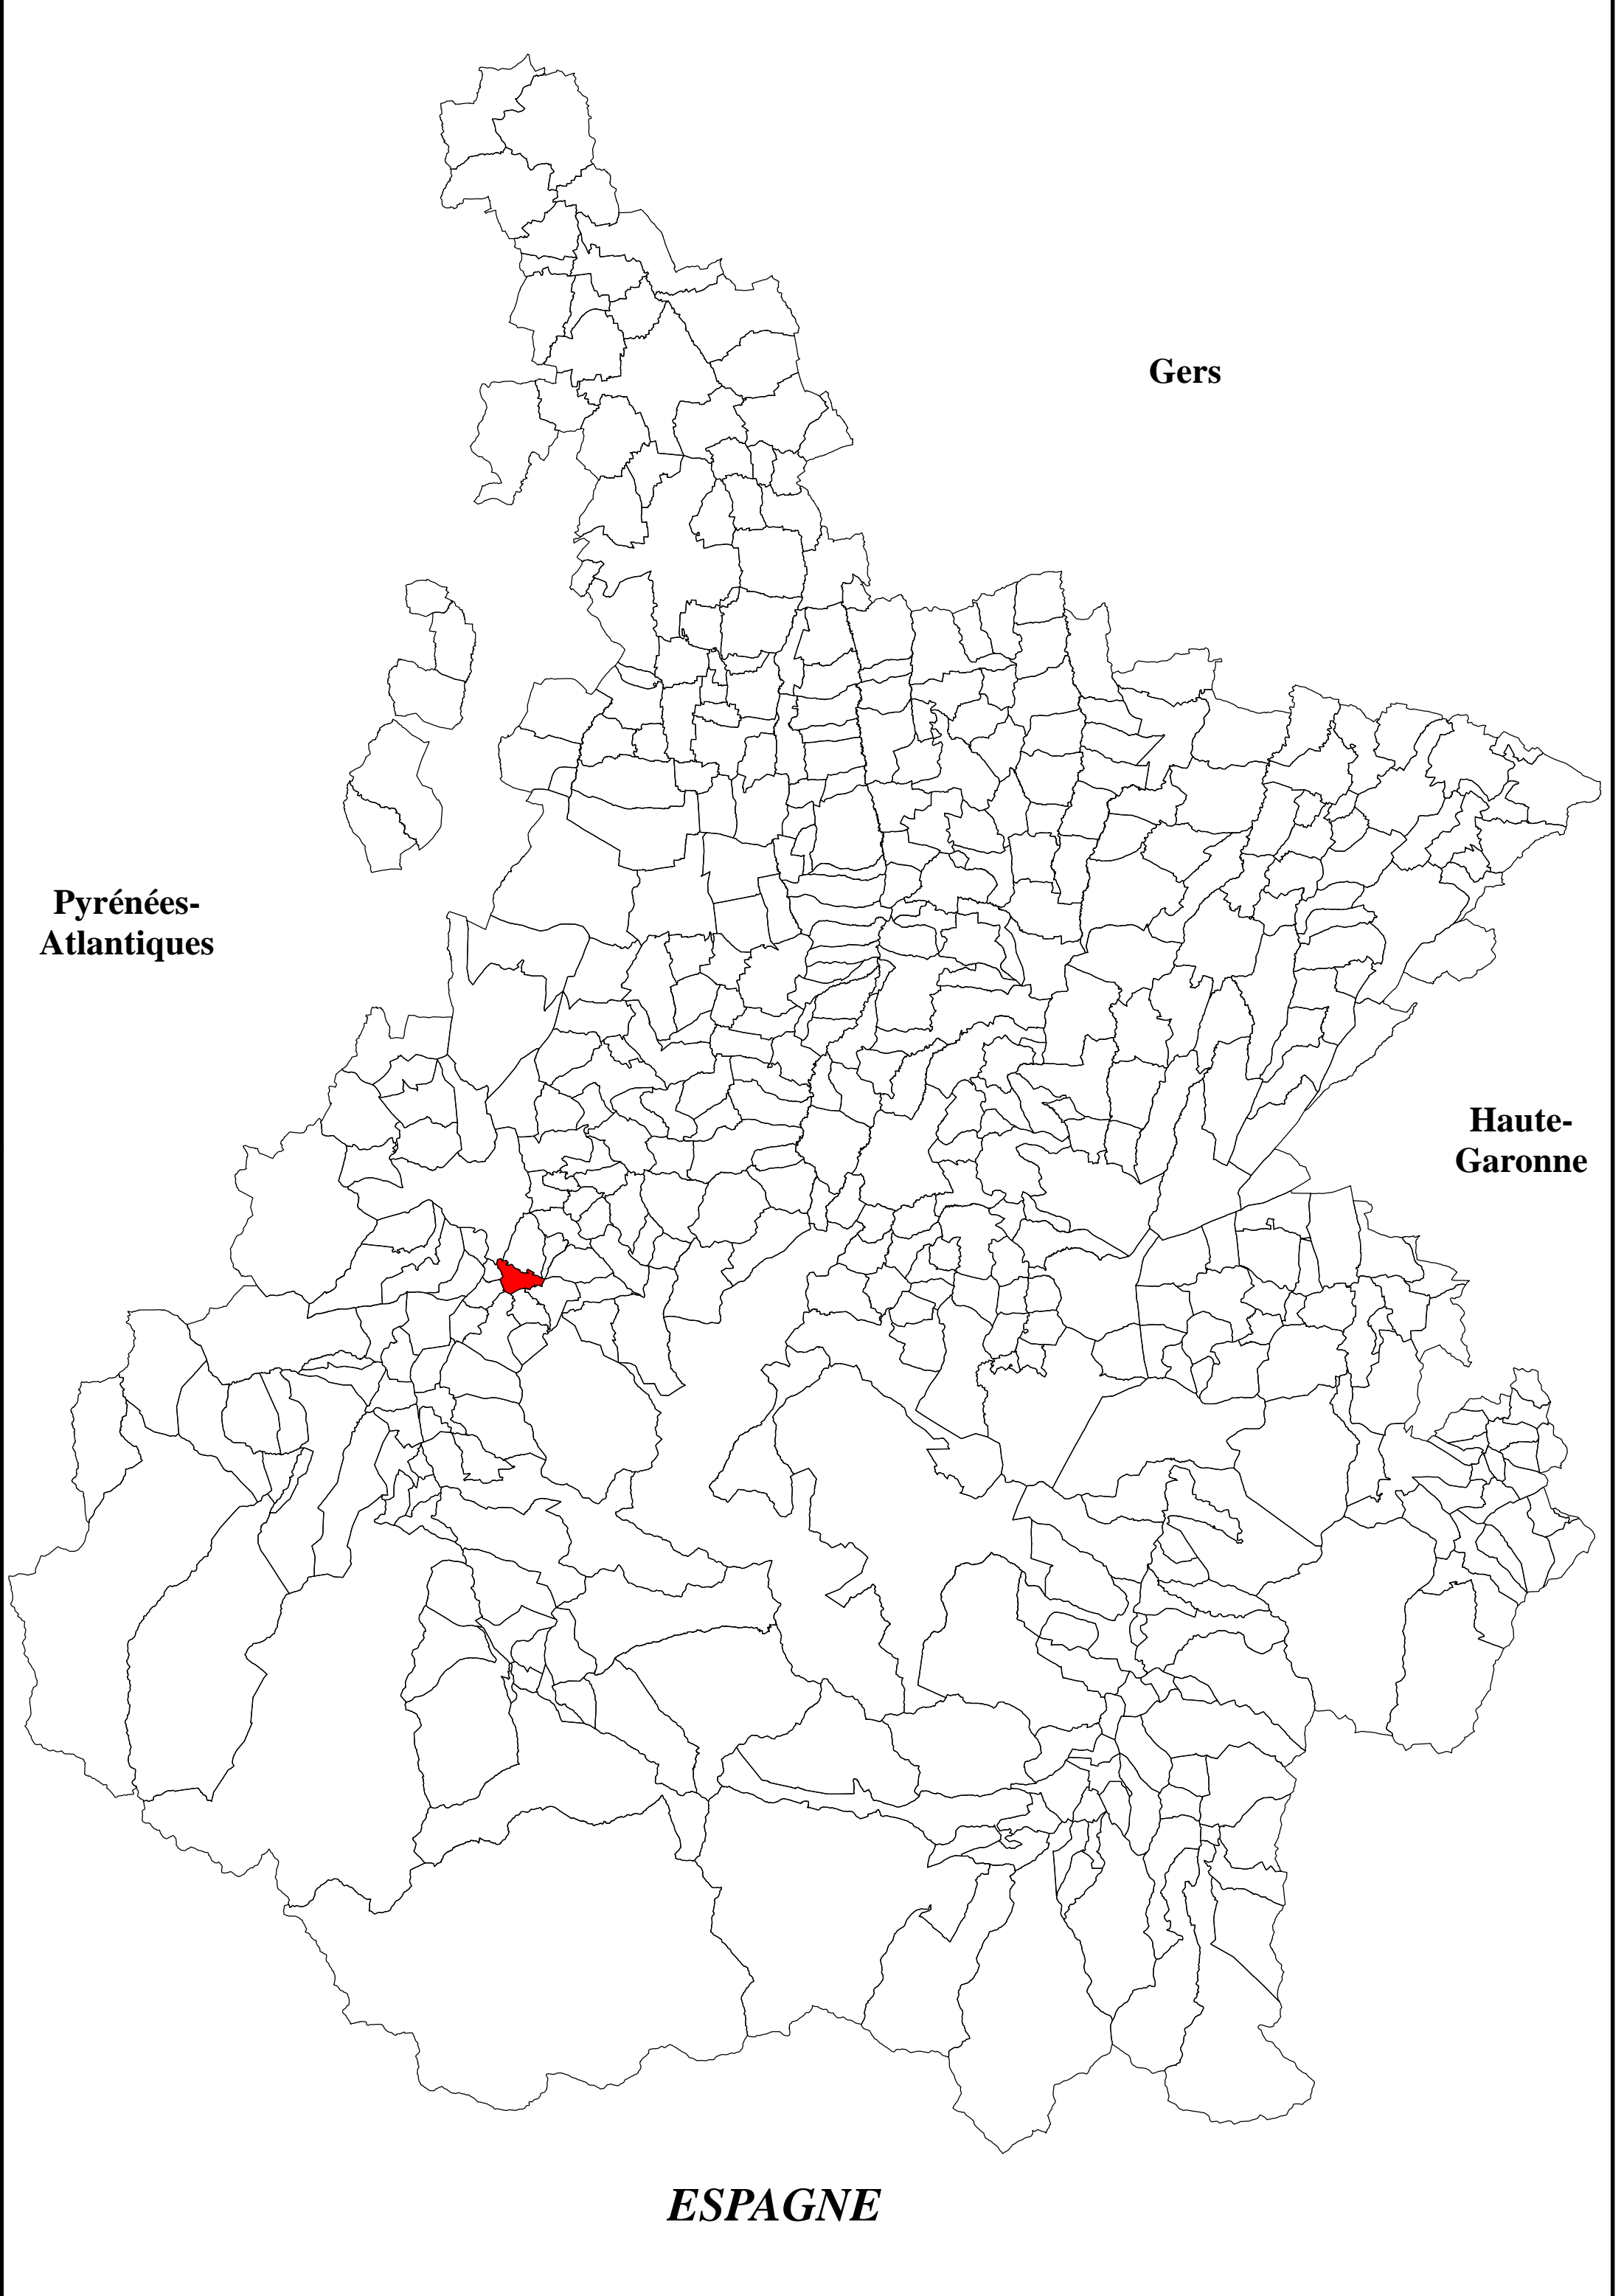 Gers
Pyrénées-
Atlantiques
Haute-
Garonne
ESPAGNE